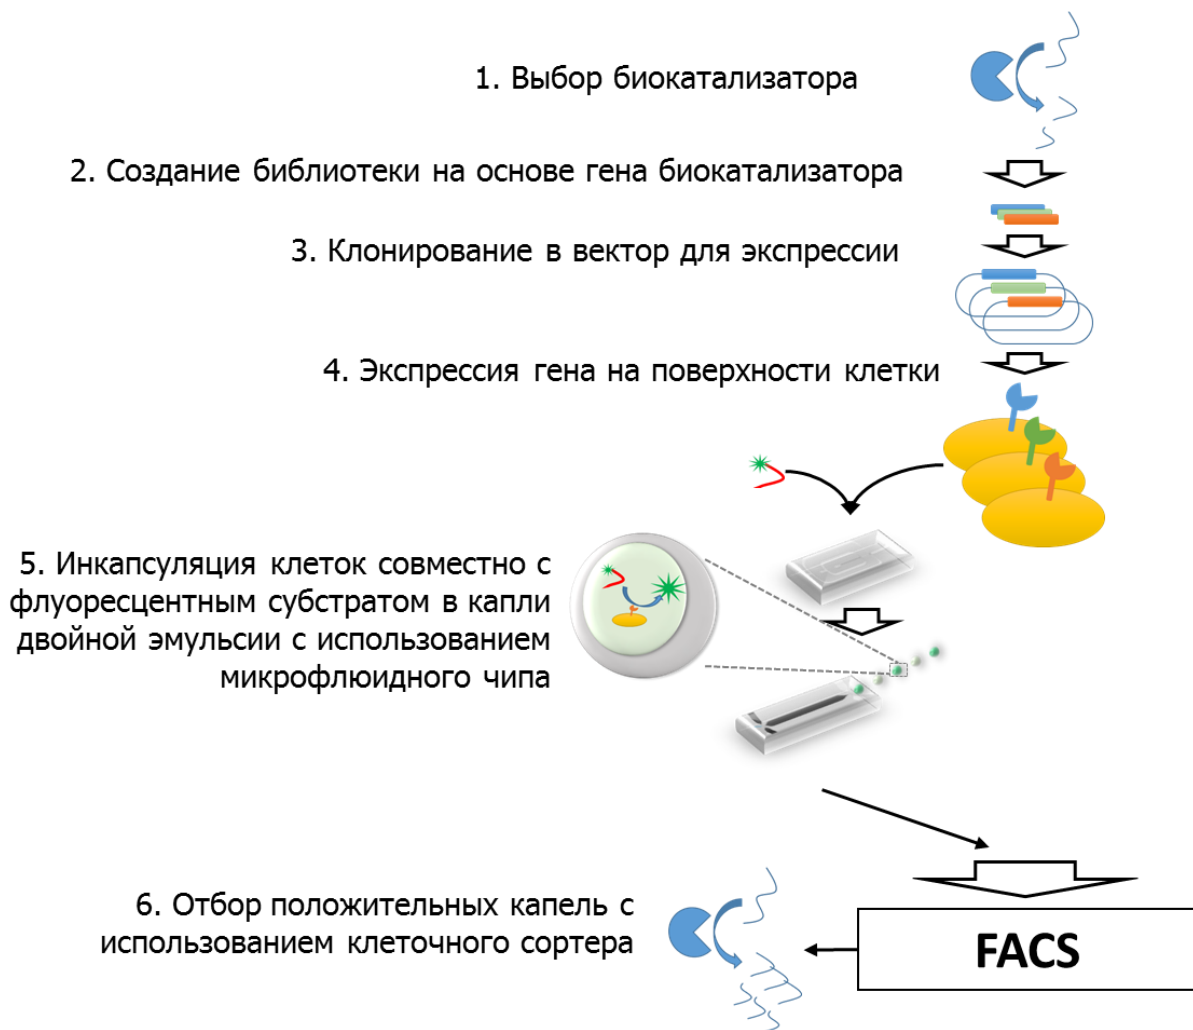 1. Выбор биокатализатора
2. Создание библиотеки на основе гена биокатализатора
3. Клонирование в вектор для экспрессии
4. Экспрессия гена на поверхности клетки
5. Инкапсуляция клеток совместно с
флуоресцентным субстратом в капли
двойной эмульсии с использованием
микрофлюидного чипа
6. Отбор положительных капель с
использованием клеточного сортера
FACS